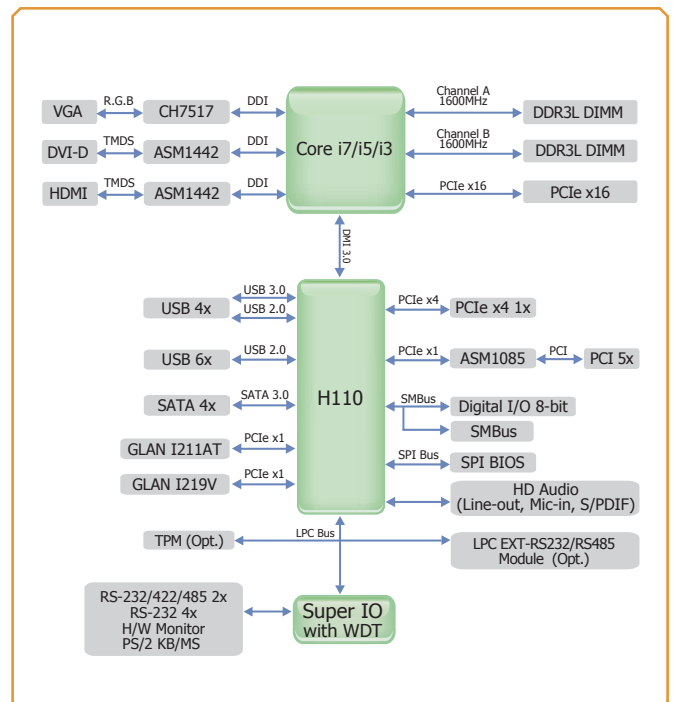 VGA
R.G.B
CH7517
DDI
Core i7/i5/i3
Channel A
1600MHz
DDR3L DIMM
DVI-D
TMDS
ASM1442
DDI
Channel B
1600MHz
DDR3L DIMM
HDMI
TMDS
ASM1442
DDI
PCIe x16
PCIe x16
DMI 3.0
H110
USB 4x
USB 3.0
USB 2.0
PCIe x4
PCIe x4 1x
USB 6x
USB 2.0
PCIe x1
ASM1085
PCI
PCI 5x
SATA 4x
SATA 3.0
SMBus
Digital I/O 8-bit
SMBus
GLAN I211AT
PCIe x1
SPI Bus
SPI BIOS
GLAN I219V
PCIe x1
HD Audio
(Line-out, Mic-in, S/PDIF)
TPM (Opt.)
LPC Bus
LPC EXT-RS232/RS485
Module (Opt.)
RS-232/422/485 2x
RS-232 4x
H/W Monitor
PS/2 KB/MS
Super IO
with WDT